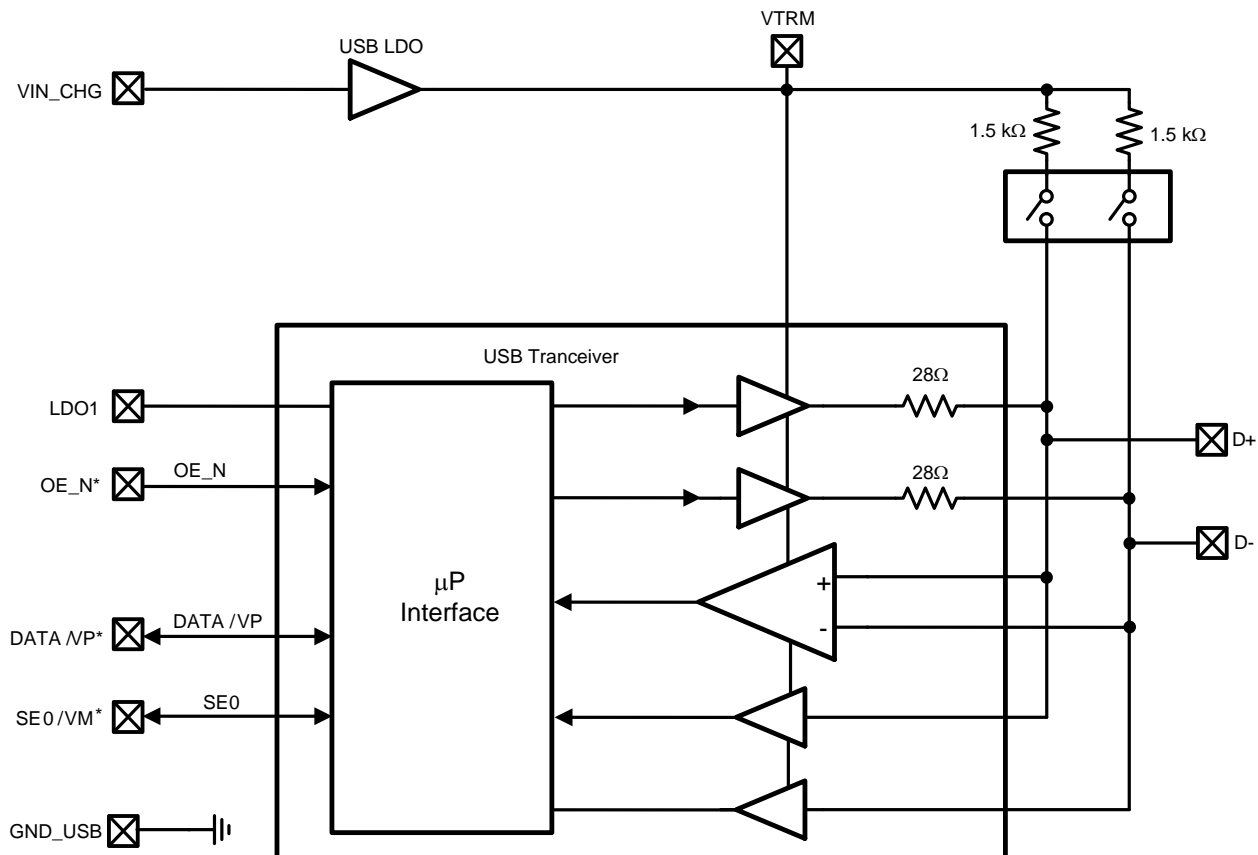 VTRM
USB LDO
VIN_CHG
1.5 kΩ
1.5 kΩ
USB Tranceiver
28Ω
LDO1
D+
OE_N
28Ω
OE_N*
D-
+
μP
Interface
DATA /VP
-
DATA /VP*
SE0
SE0 /VM*
GND_USB